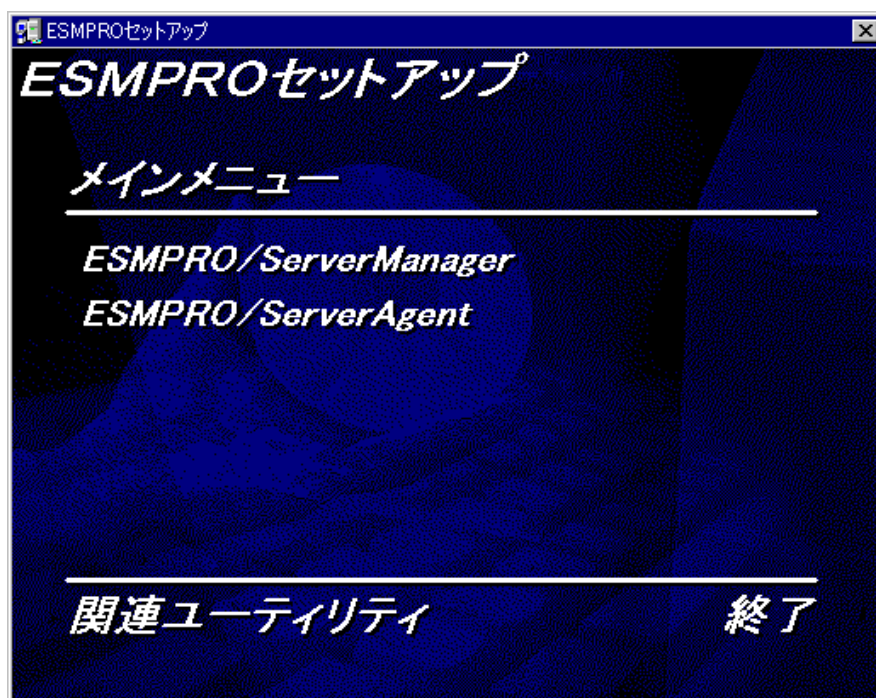 ESMPROセットアップ
ESMPROセットアップ
メインメニュー
ESMPRO/ServerManager
ESMPRO/ServerAgent
関連ユーティリティ 終了